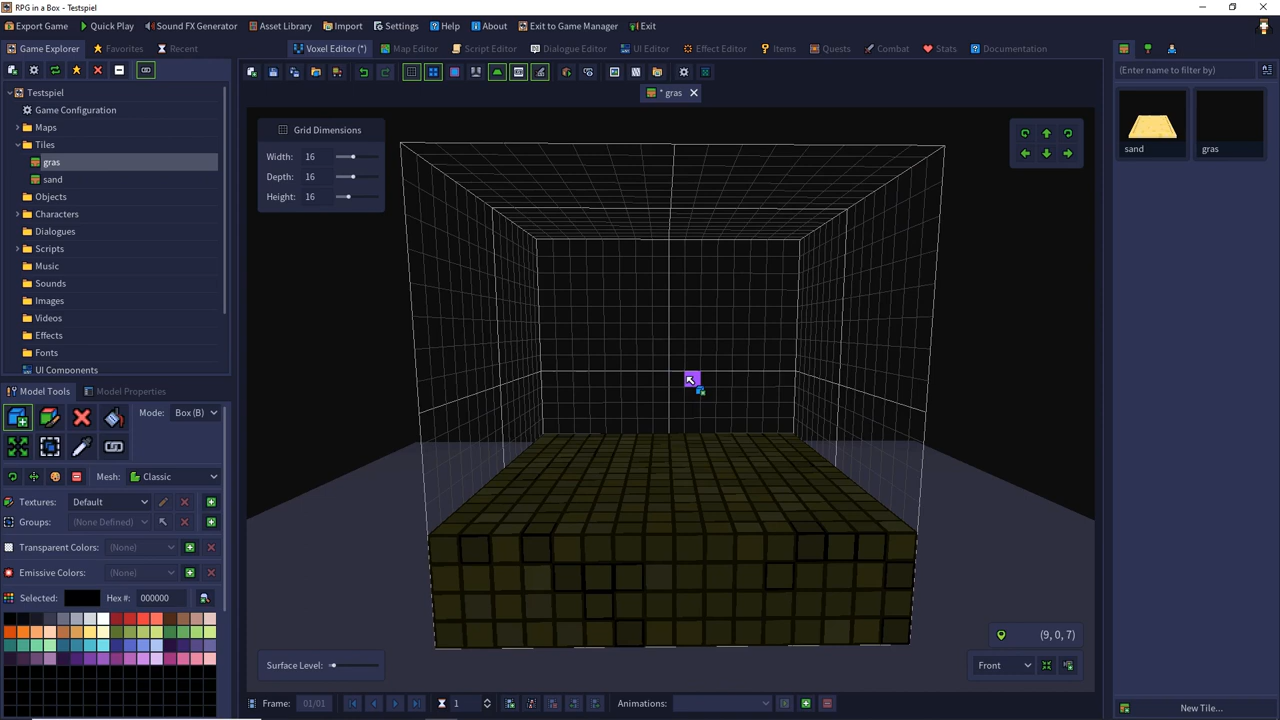 RPG in a Box - Testspiel
Export Game Quick Play Sound FX Generator Asset Library Import Settings Help About Exit to Game Manager Exit
Game Explorer Favorites Recent Voxel Editor (*) Map Editor Script Editor Dialogue Editor UI Editor Effect Editor Items Quests Combat Stats Documentation
(Enter name to filter by)
* gras
Testspiel
Game Configuration
Maps
Tiles
gras
sand
Objects
Characters
Dialogues
Scripts
Music
Sounds
Images
Videos
Effects
Fonts
UI Components
Grid Dimensions
Width: 16
Depth: 16
Height: 16
sand gras
Model Tools Model Properties
Mode: Box (B)
Mesh: Classic
Textures: Default
Groups: (None Defined)
Transparent Colors: (None)
Emissive Colors: (None)
Selected: Hex #: 000000
(9, 0, 7)
Surface Level: Front
Frame: 01/01 1 Animations:
New Tile...